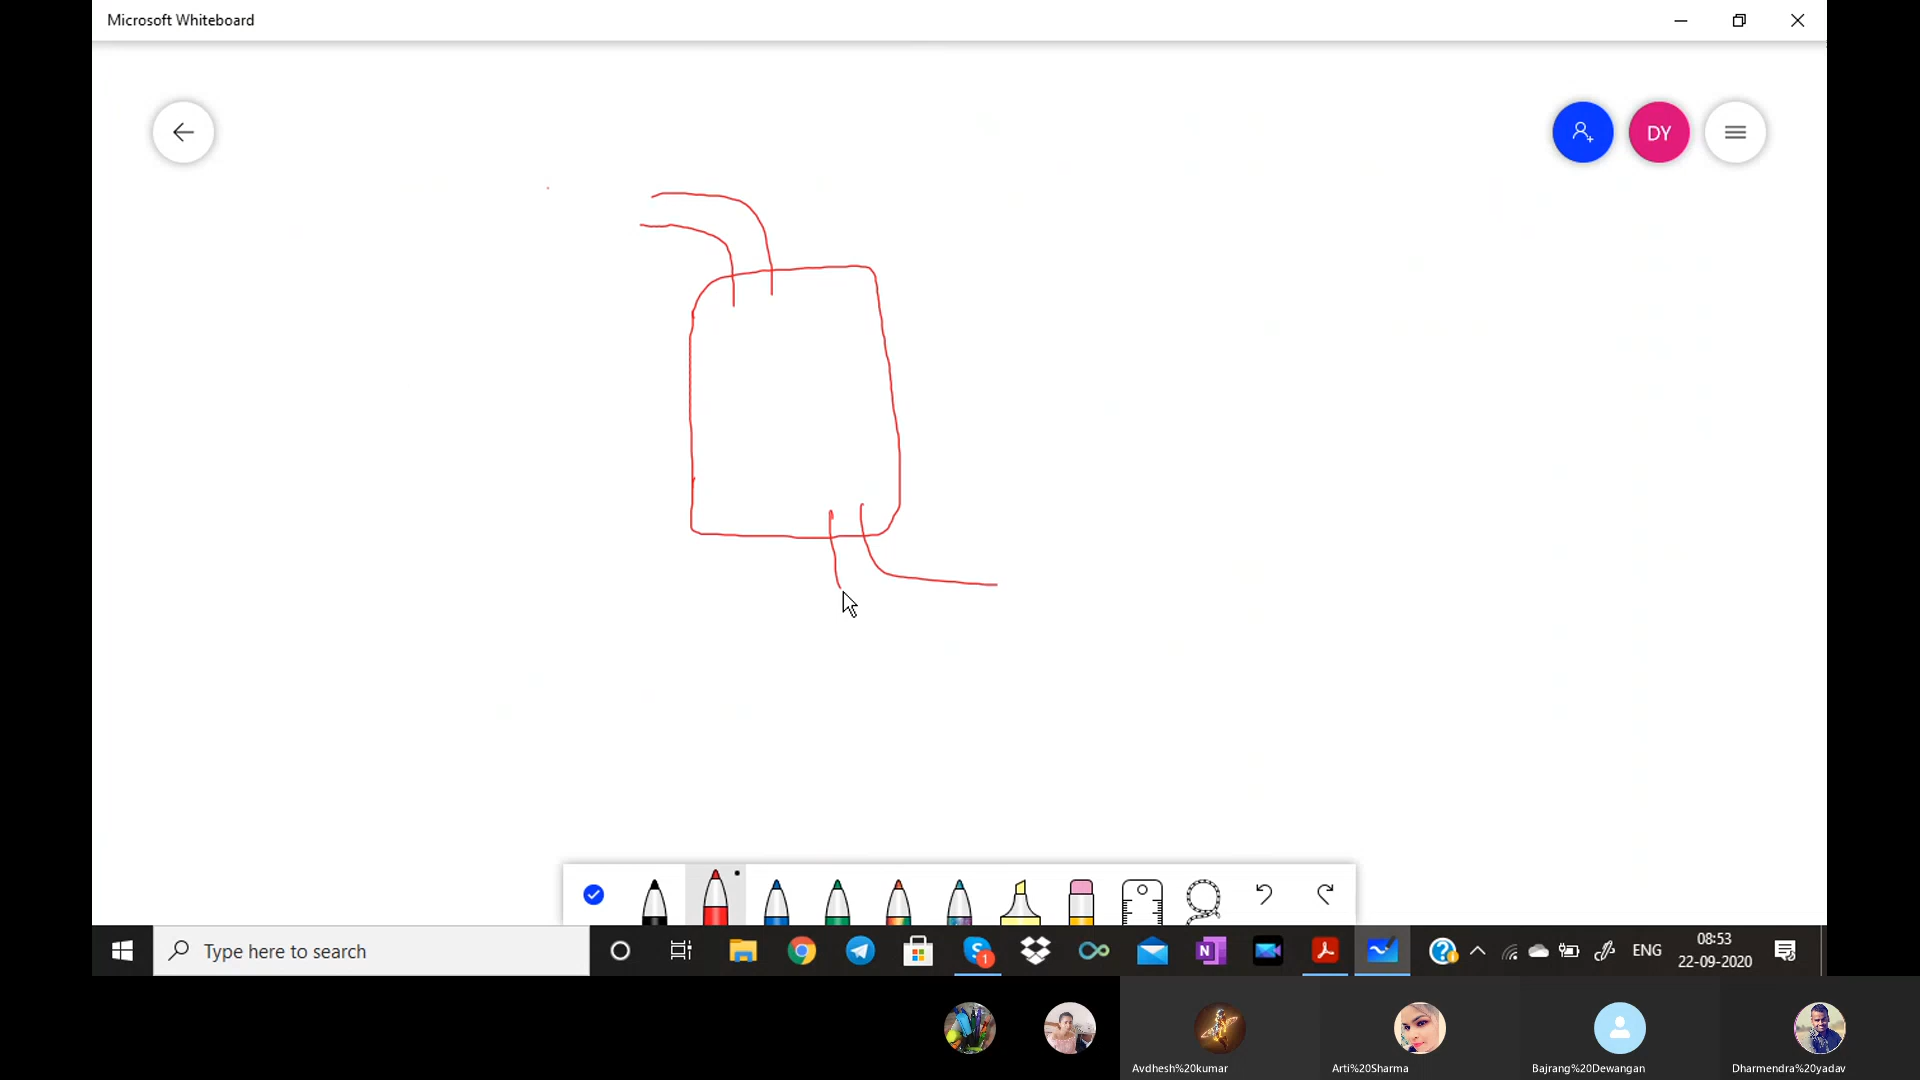 Microsoft Whiteboard
DY
Type here to search
1
ENG
08:53
22-09-2020
Avdhesh%20kumar
Arti%20Sharma
Bajrang%20Dewangan
Dharmendra%20yadav